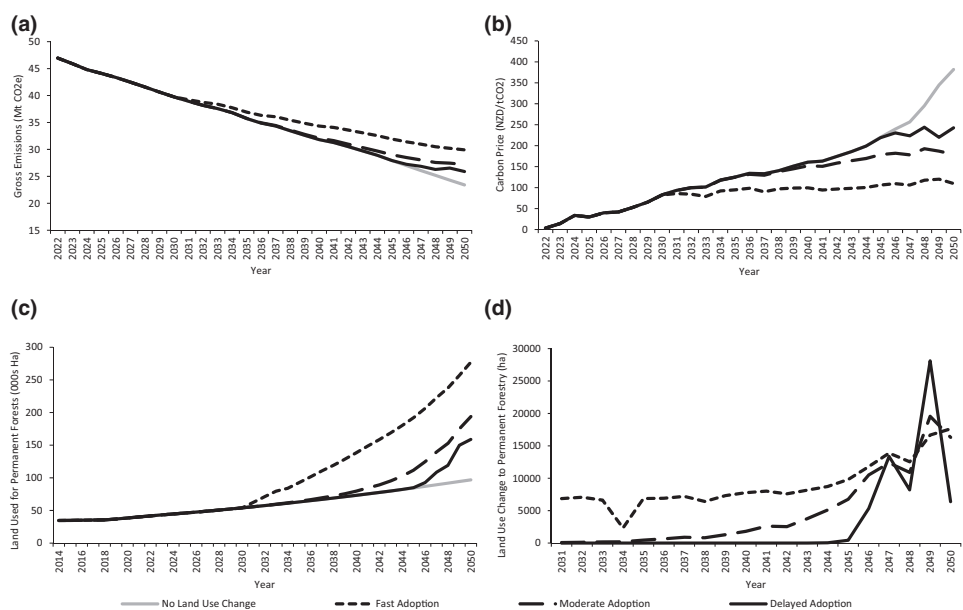 (a)
50
45
40
35
30
25
20
15
Gross Emissions (Mt CO2e)
2022 2023 2024 2025 2026 2027 2028 2029 2030 2031 2032 2033 2034 2035 2036 2037 2038 2039 2040 2041 2042 2043 2044 2045 2046 2047 2048 2049 2050
Year
(b)
450
400
350
300
250
200
150
100
50
0
Carbon Price (NZD/tCO2)
2022 2023 2024 2025 2026 2027 2028 2029 2030 2031 2032 2033 2034 2035 2036 2037 2038 2039 2040 2041 2042 2043 2044 2045 2046 2047 2048 2049 2050
Year
(c)
300
250
200
150
100
50
0
Land Used for Permanent Forests (000s Ha)
2014 2016 2018 2020 2022 2024 2026 2028 2030 2032 2034 2036 2038 2040 2042 2044 2046 2048 2050
Year
(d)
30000
25000
20000
15000
10000
5000
0
Land Use Change to Permanent Forestry (ha)
2031 2032 2033 2034 2035 2036 2037 2038 2039 2040 2041 2042 2043 2044 2045 2046 2047 2048 2049 2050
Year
No Land Use Change Fast Adoption Moderate Adoption Delayed Adoption